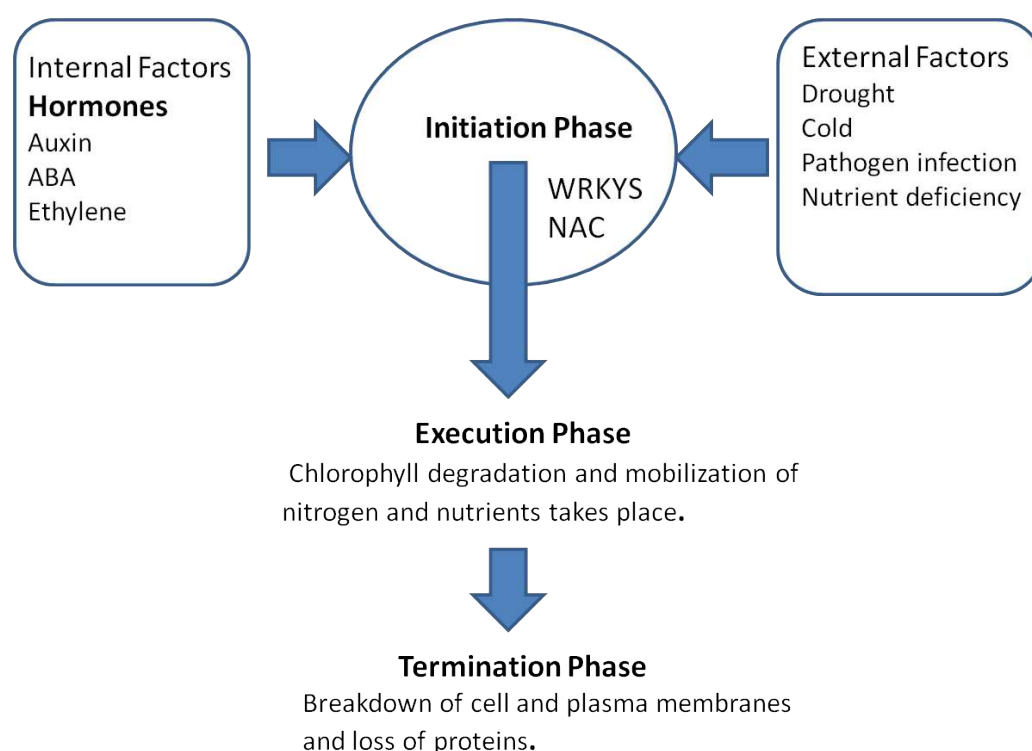 Internal Factors
Hormones
Auxin
ABA
Ethylene
Initiation Phase
WRKYS
NAC
External Factors
Drought
Cold
Pathogen infection
Nutrient deficiency
Execution Phase
Chlorophyll degradation and mobilization of
nitrogen and nutrients takes place.
Termination Phase
Breakdown of cell and plasma membranes
and loss of proteins.